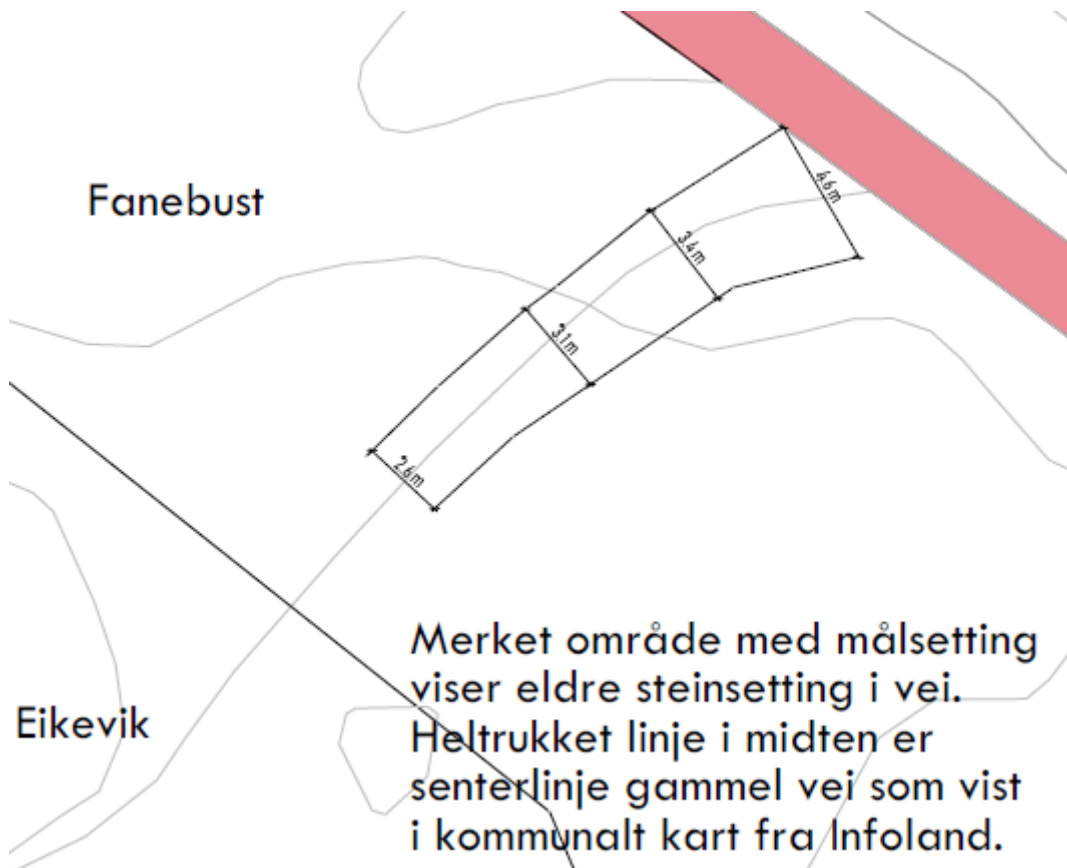 4.6m
Fanebust
3.4m
3.1m
2.6m
Merket område med målsetting
viser eldre steinsetting i vei.
Eikevik
Heltrukket linje i midten er
senterlinje gammel vei som vist
i kommunalt kart fra Infoland.